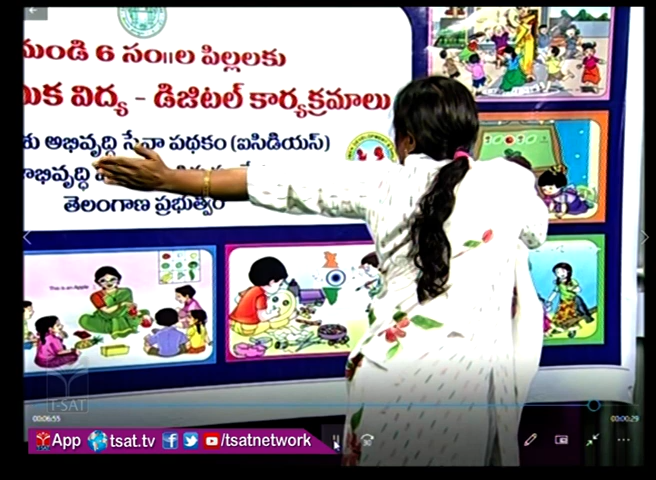 నుండి 6 సం॥ల పిల్లలకు
విద్య - డిజిటల్ కార్యక్రమాలు
అభివృద్ధి సేవా పథకం (ఐసిడియస్)
తెలంగాణ ప్రభుత్వం
This is an Apple
T-SAT
00:06:55
00:00:29
App tsat.tv /tsatnetwork
30